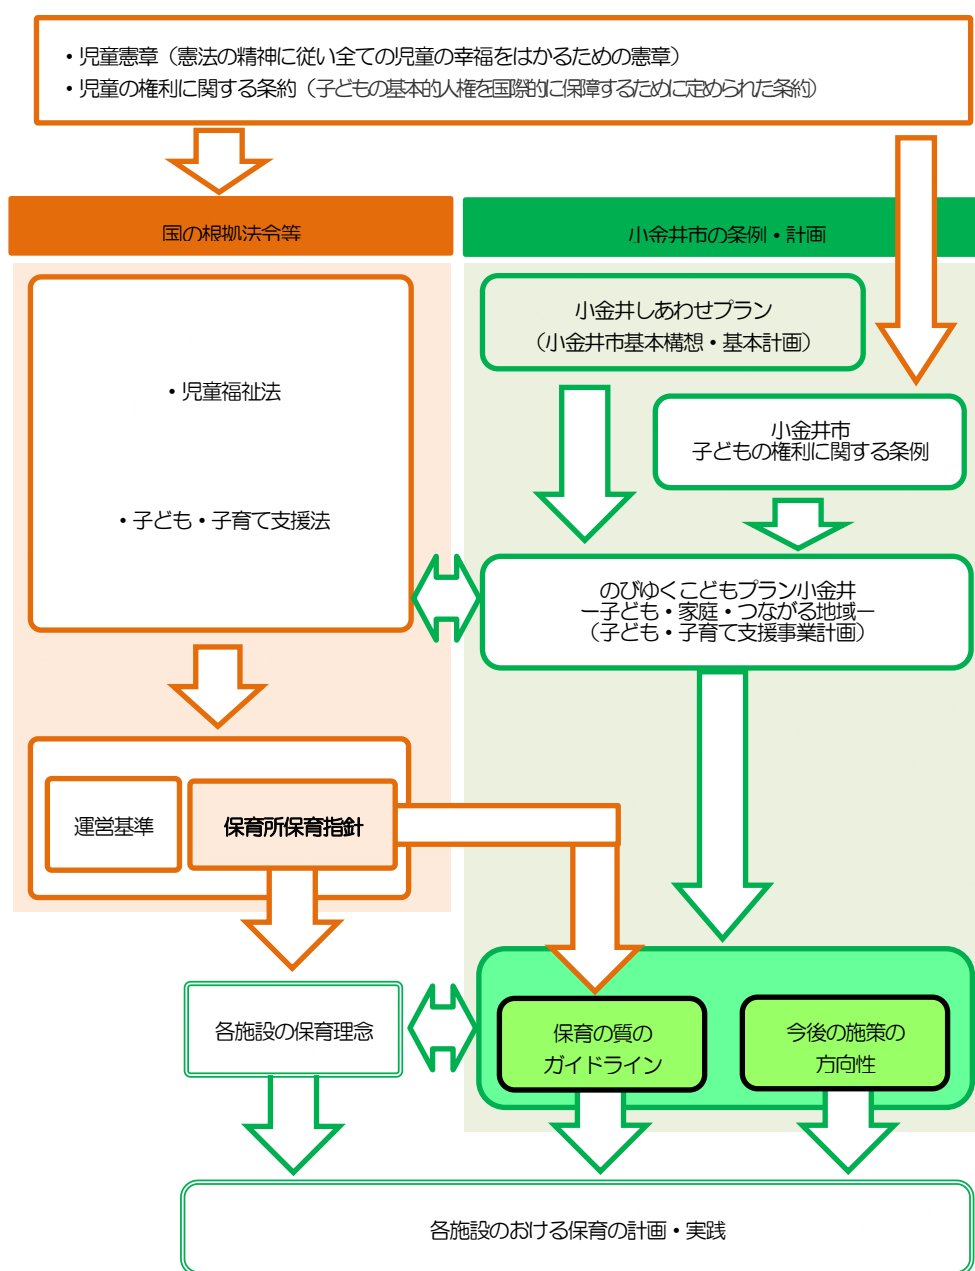 ・児童憲章（憲法の精神に従い全ての児童の幸福をはかるための憲章）
・児童の権利に関する条約（子どもの基本的人権を国際的に保障するために定められた条約）
国の根拠法令等
小金井市の条例・計画
・児童福祉法
・子ども・子育て支援法
小金井しあわせプラン
（小金井市基本構想・基本計画）
小金井市
子どもの権利に関する条例
のびゆくこどもプラン小金井
ー子ども・家庭・つながる地域ー
（子ども・子育て支援事業計画）
運営基準
保育所保育指針
各施設の保育理念
保育の質の
ガイドライン
今後の施策の
方向性
各施設のおける保育の計画・実践